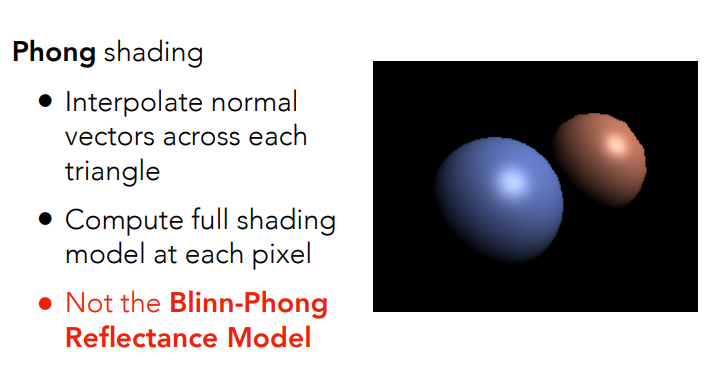 Phong shading
• Interpolate normal
vectors across each
triangle
• Compute full shading
model at each pixel
• Not the Blinn-Phong
Reflectance Model